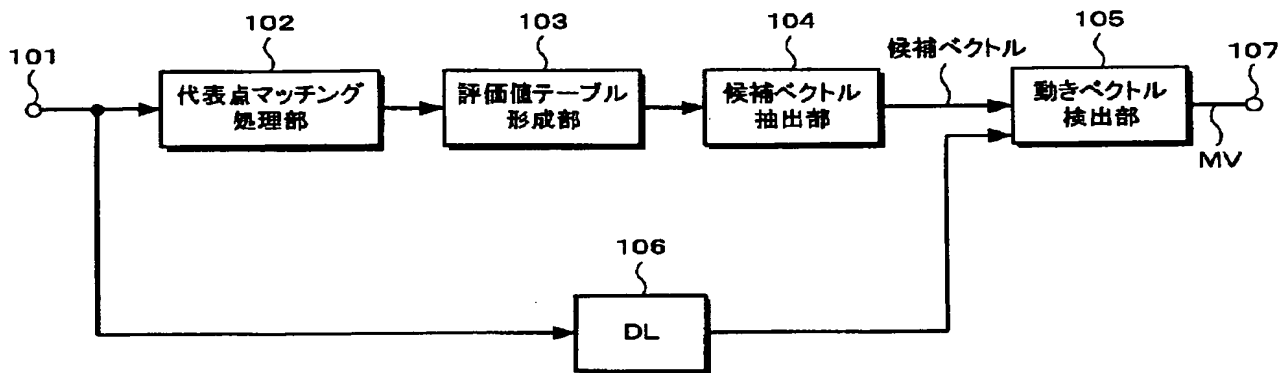 101
102
代表点マッチング
処理部
103
評価値テーブル
形成部
104
候補ベクトル
抽出部
候補ベクトル
105
動きベクトル
検出部
107
MV
106
DL